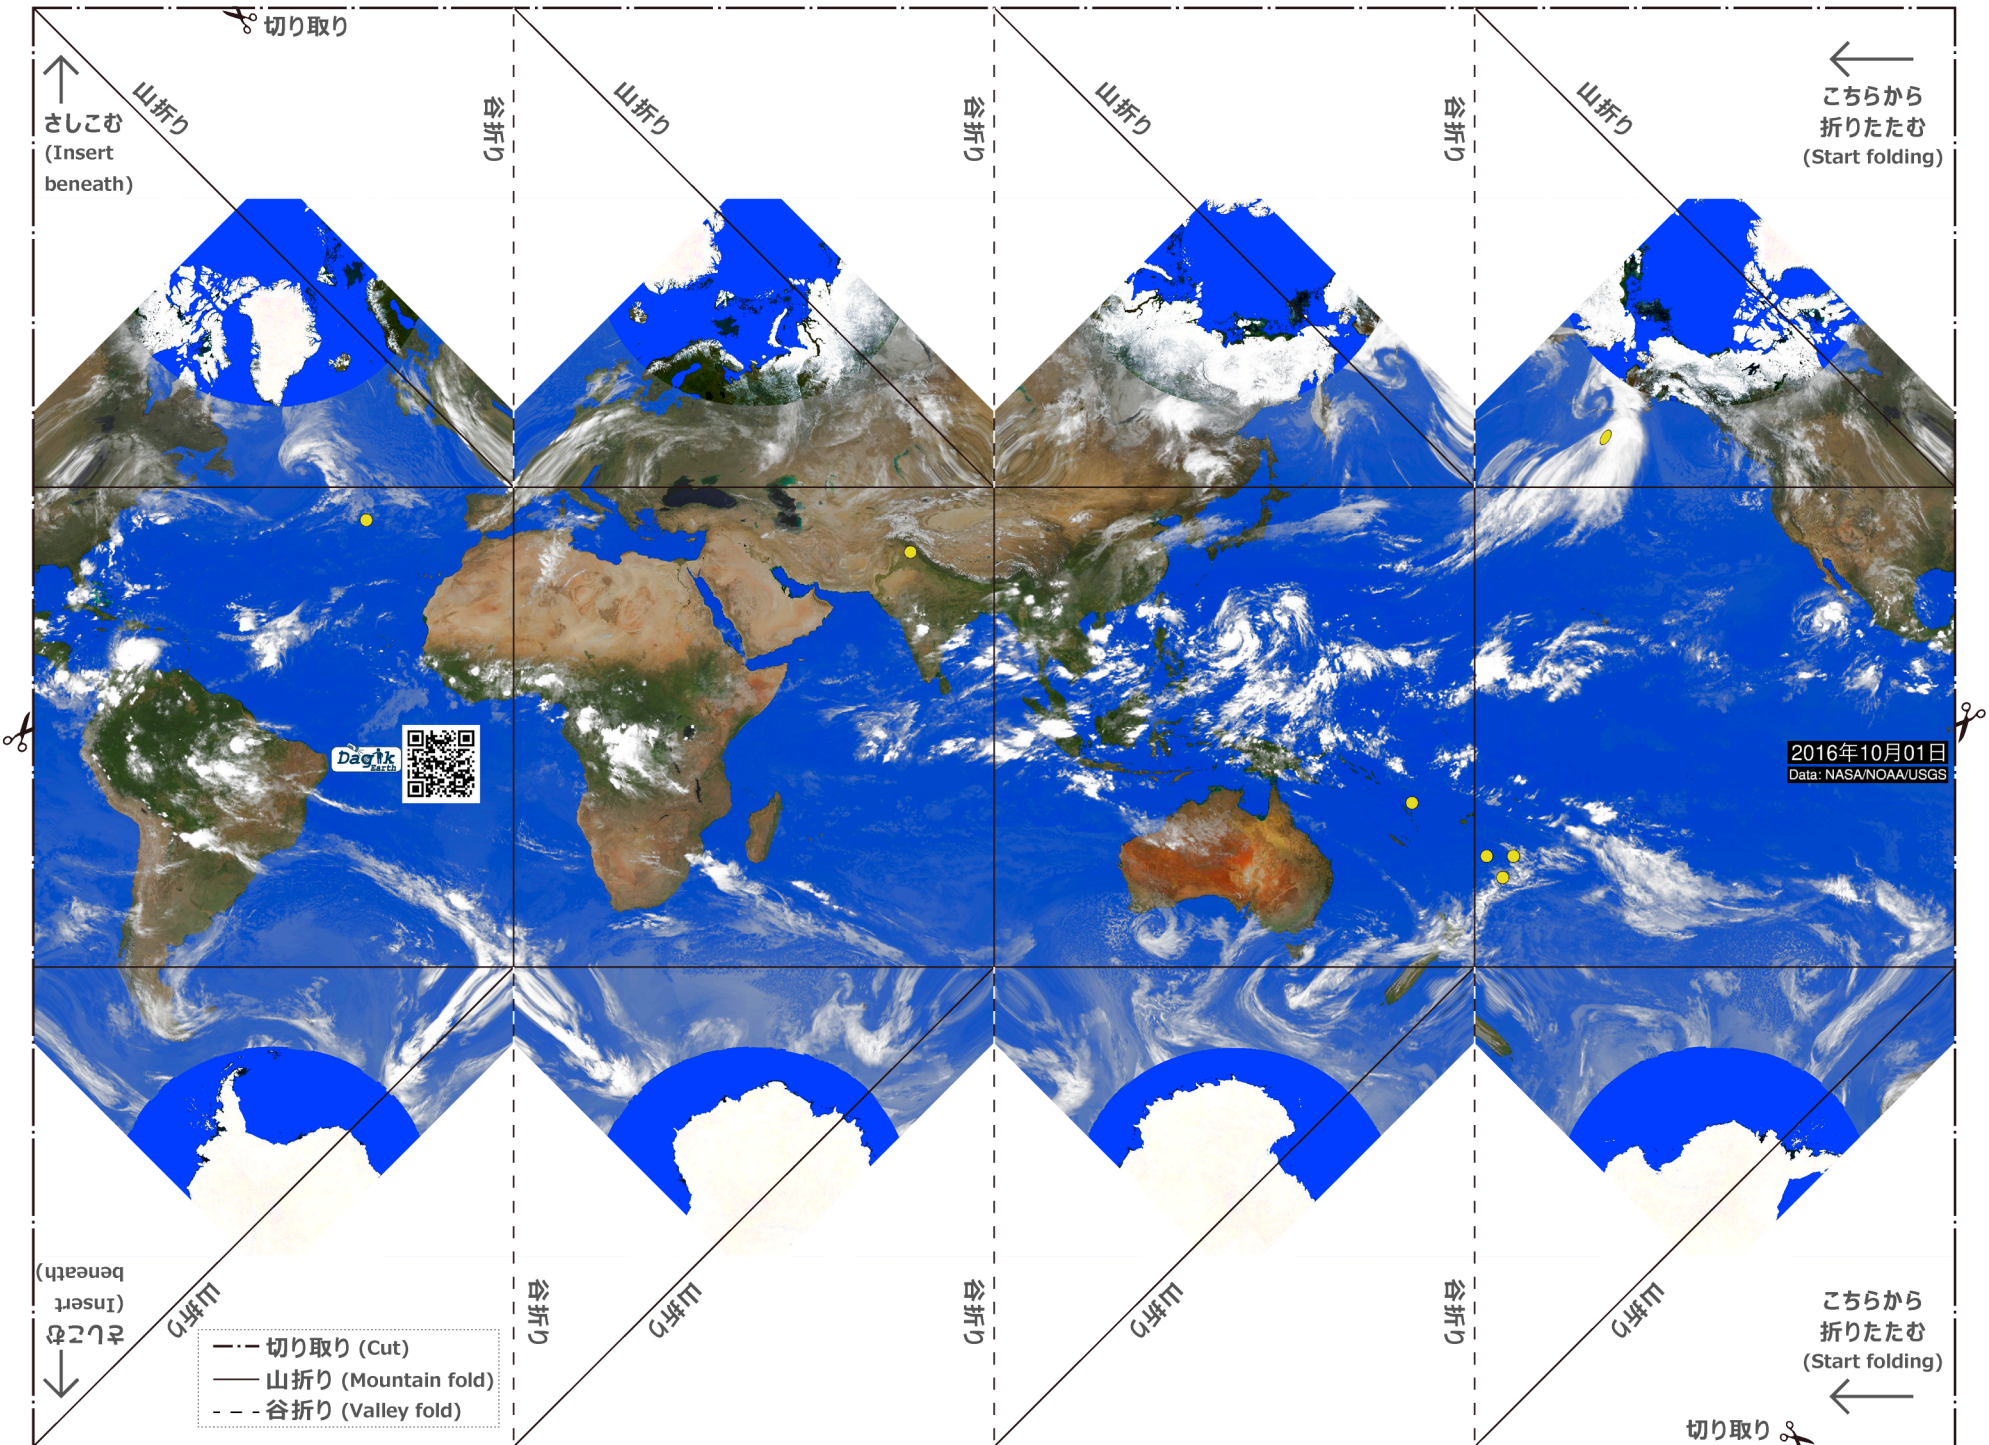 切り取り
さしこむ
(Insert
beneath)
山折り
谷折り
山折り
谷折り
山折り
谷折り
山折り
こちらから
折りたたむ
(Start folding)
Dagik
Earth
2016年10月01日
Data: NASA/NOAA/USGS
さしこむ
(Insert
beneath)
山折り
谷折り
山折り
谷折り
山折り
谷折り
山折り
こちらから
折りたたむ
(Start folding)
切り取り (Cut)
山折り (Mountain fold)
谷折り (Valley fold)
切り取り